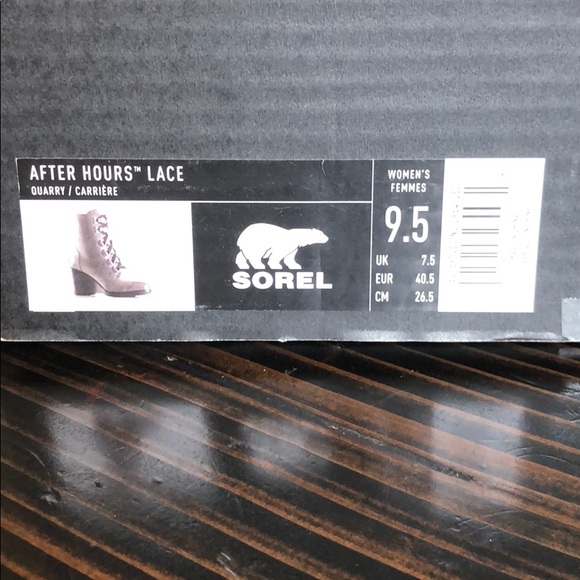 AFTER HOURS™ LACE
QUARRY / CARRIÈRE
SOREL
WOMEN'S
FEMMES
9.5
UK 7.5
EUR 40.5
CM 26.5